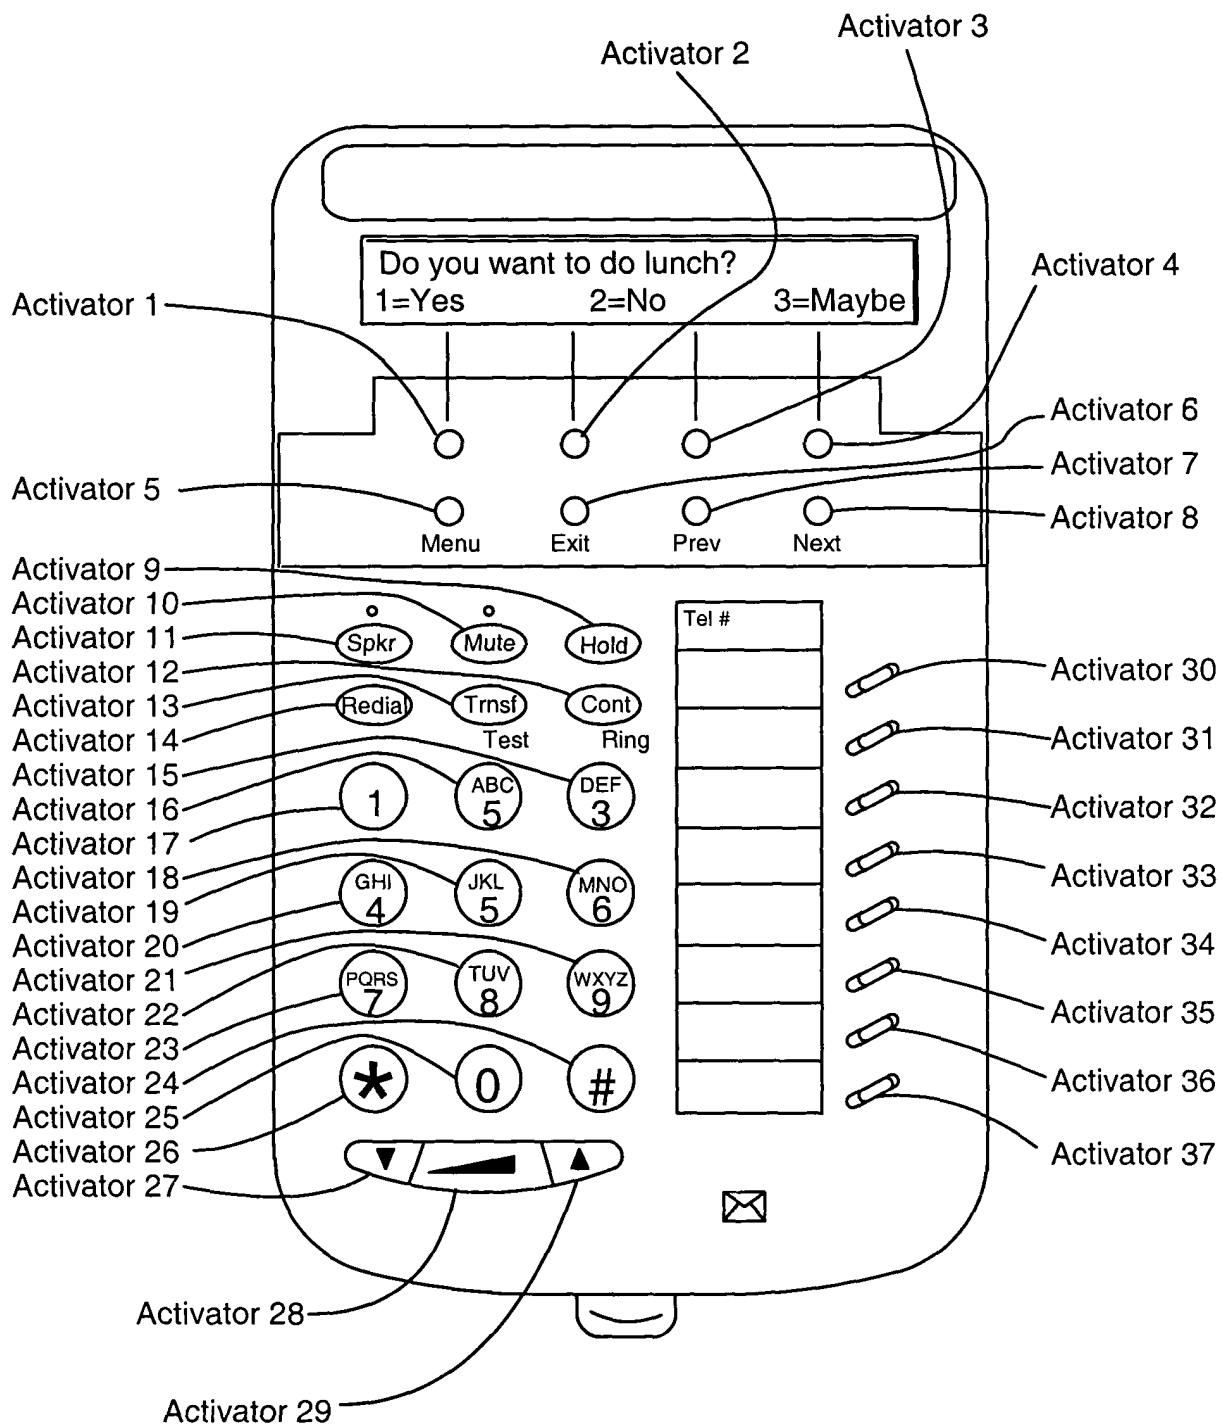 Activator 3
Activator 2
Do you want to do lunch?
1=Yes 2=No 3=Maybe
Activator 4
Activator 1
Activator 6
Activator 7
Activator 5
Activator 8
Menu Exit Prev Next
Activator 9
Activator 10
Activator 11
Activator 12
Activator 13
Activator 14
Activator 15
Activator 16
Activator 17
Activator 18
Activator 19
Activator 20
Activator 21
Activator 22
Activator 23
Activator 24
Activator 25
Activator 26
Activator 27
Spkr Mute Hold
Redial Trnsf Cont
Test Ring
1 ABC 5 DEF 3
GHI 4 JKL 5 MNO 6
PQRS 7 TUV 8 WXYZ 9
* 0 #
Tel #
Activator 30
Activator 31
Activator 32
Activator 33
Activator 34
Activator 35
Activator 36
Activator 37
Activator 28
Activator 29